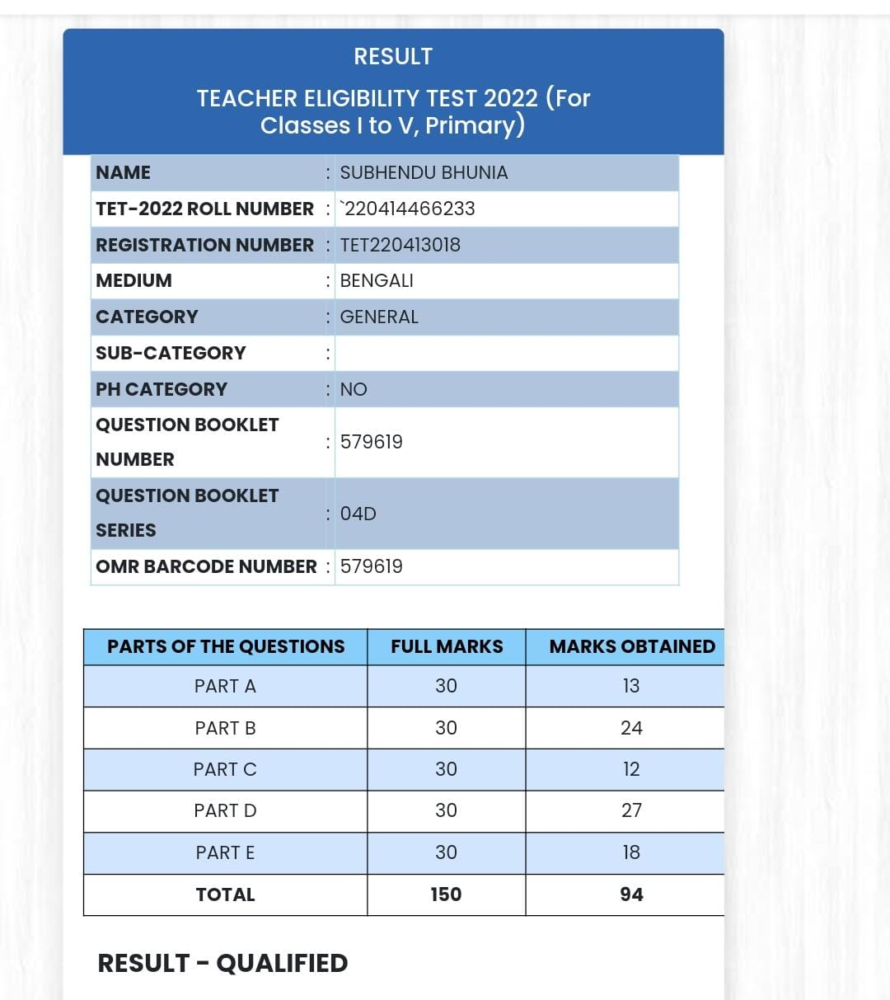 RESULT
TEACHER ELIGIBILITY TEST 2022 (For
Classes I to V, Primary)
NAME : SUBHENDU BHUNIA
TET-2022 ROLL NUMBER : `220414466233
REGISTRATION NUMBER : TET220413018
MEDIUM : BENGALI
CATEGORY : GENERAL
SUB-CATEGORY :
PH CATEGORY : NO
QUESTION BOOKLET
NUMBER : 579619
QUESTION BOOKLET
SERIES : 04D
OMR BARCODE NUMBER : 579619
PARTS OF THE QUESTIONS FULL MARKS MARKS OBTAINED
PART A 30 13
PART B 30 24
PART C 30 12
PART D 30 27
PART E 30 18
TOTAL 150 94
RESULT - QUALIFIED